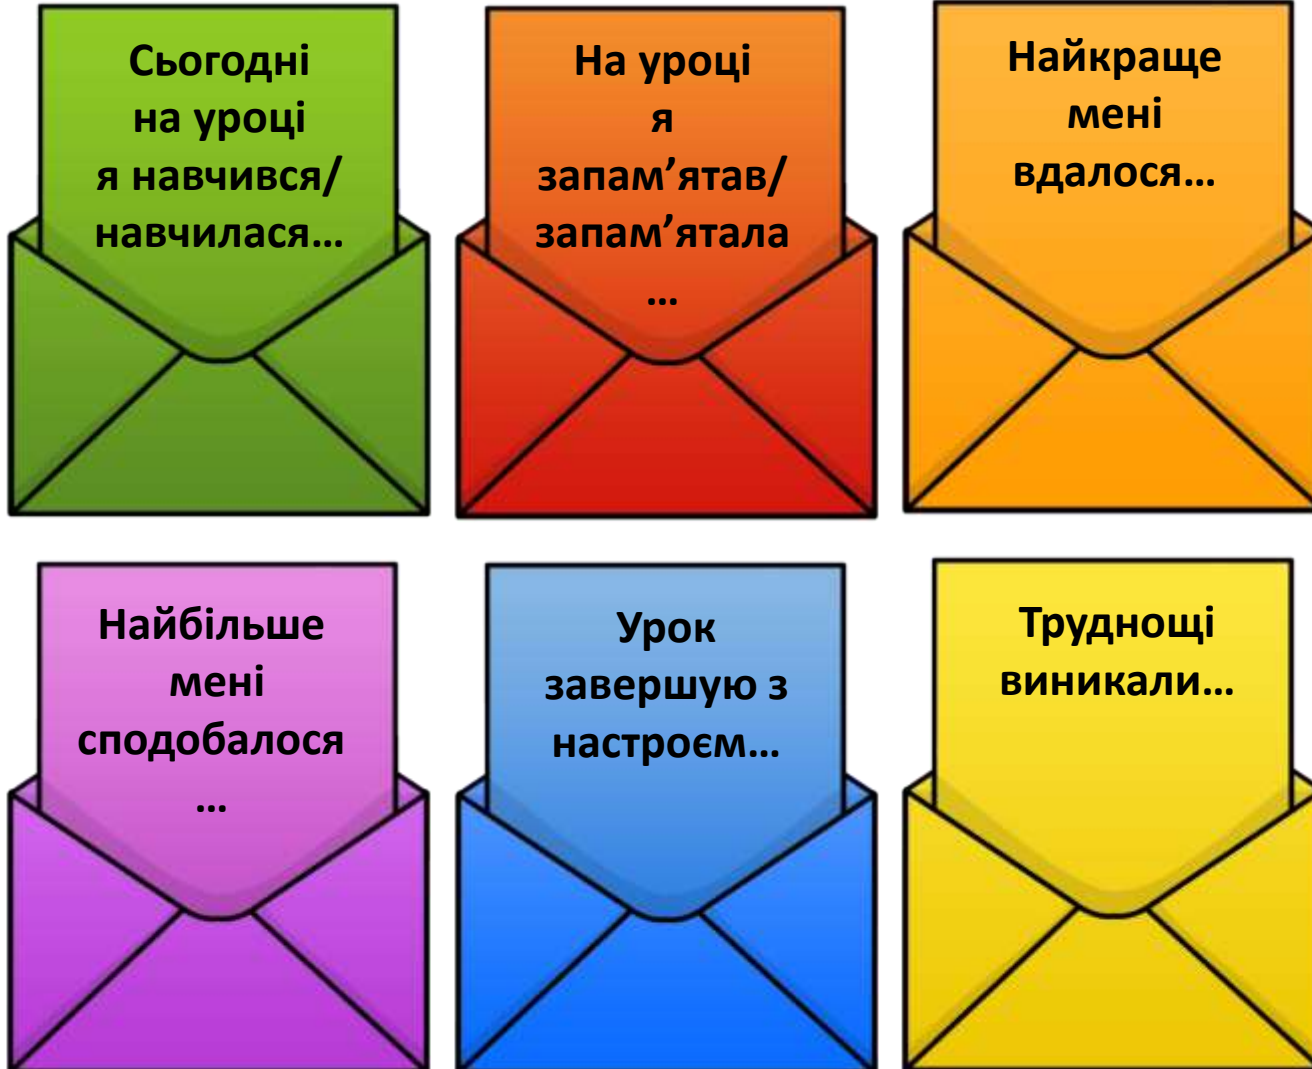 Сьогодні
на уроці
я навчився/
навчилася…
На уроці
я
запам’ятав/
запам’ятала
…
Найкраще
мені
вдалося…
Найбільше
мені
сподобалося
…
Урок
завершую з
настроєм…
Труднощі
виникали…